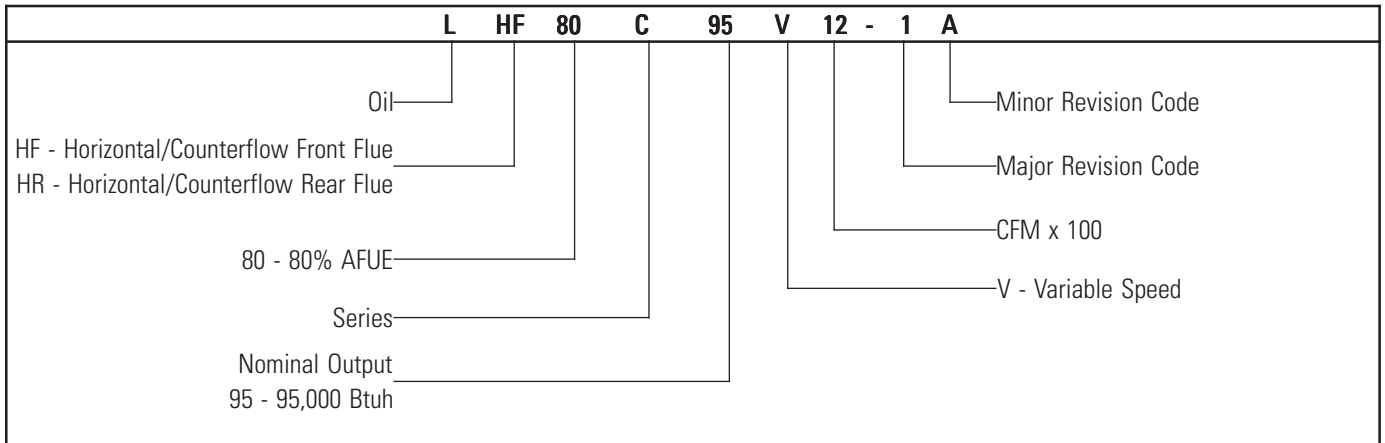 L HF 80 C 95 V 12 - 1 A
Oil
HF - Horizontal/Counterflow Front Flue
HR - Horizontal/Counterflow Rear Flue
80 - 80% AFUE
Series
Nominal Output
95 - 95,000 Btuh
Minor Revision Code
Major Revision Code
CFM x 100
V - Variable Speed